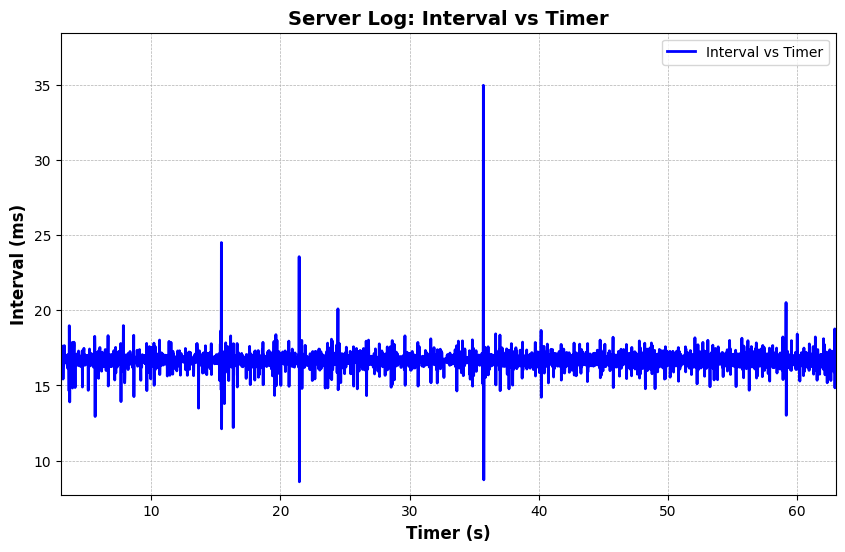 Server Log: Interval vs Timer
Interval vs Timer
35
30
25
20
15
10
Interval (ms)
10 20 30 40 50 60
Timer (s)